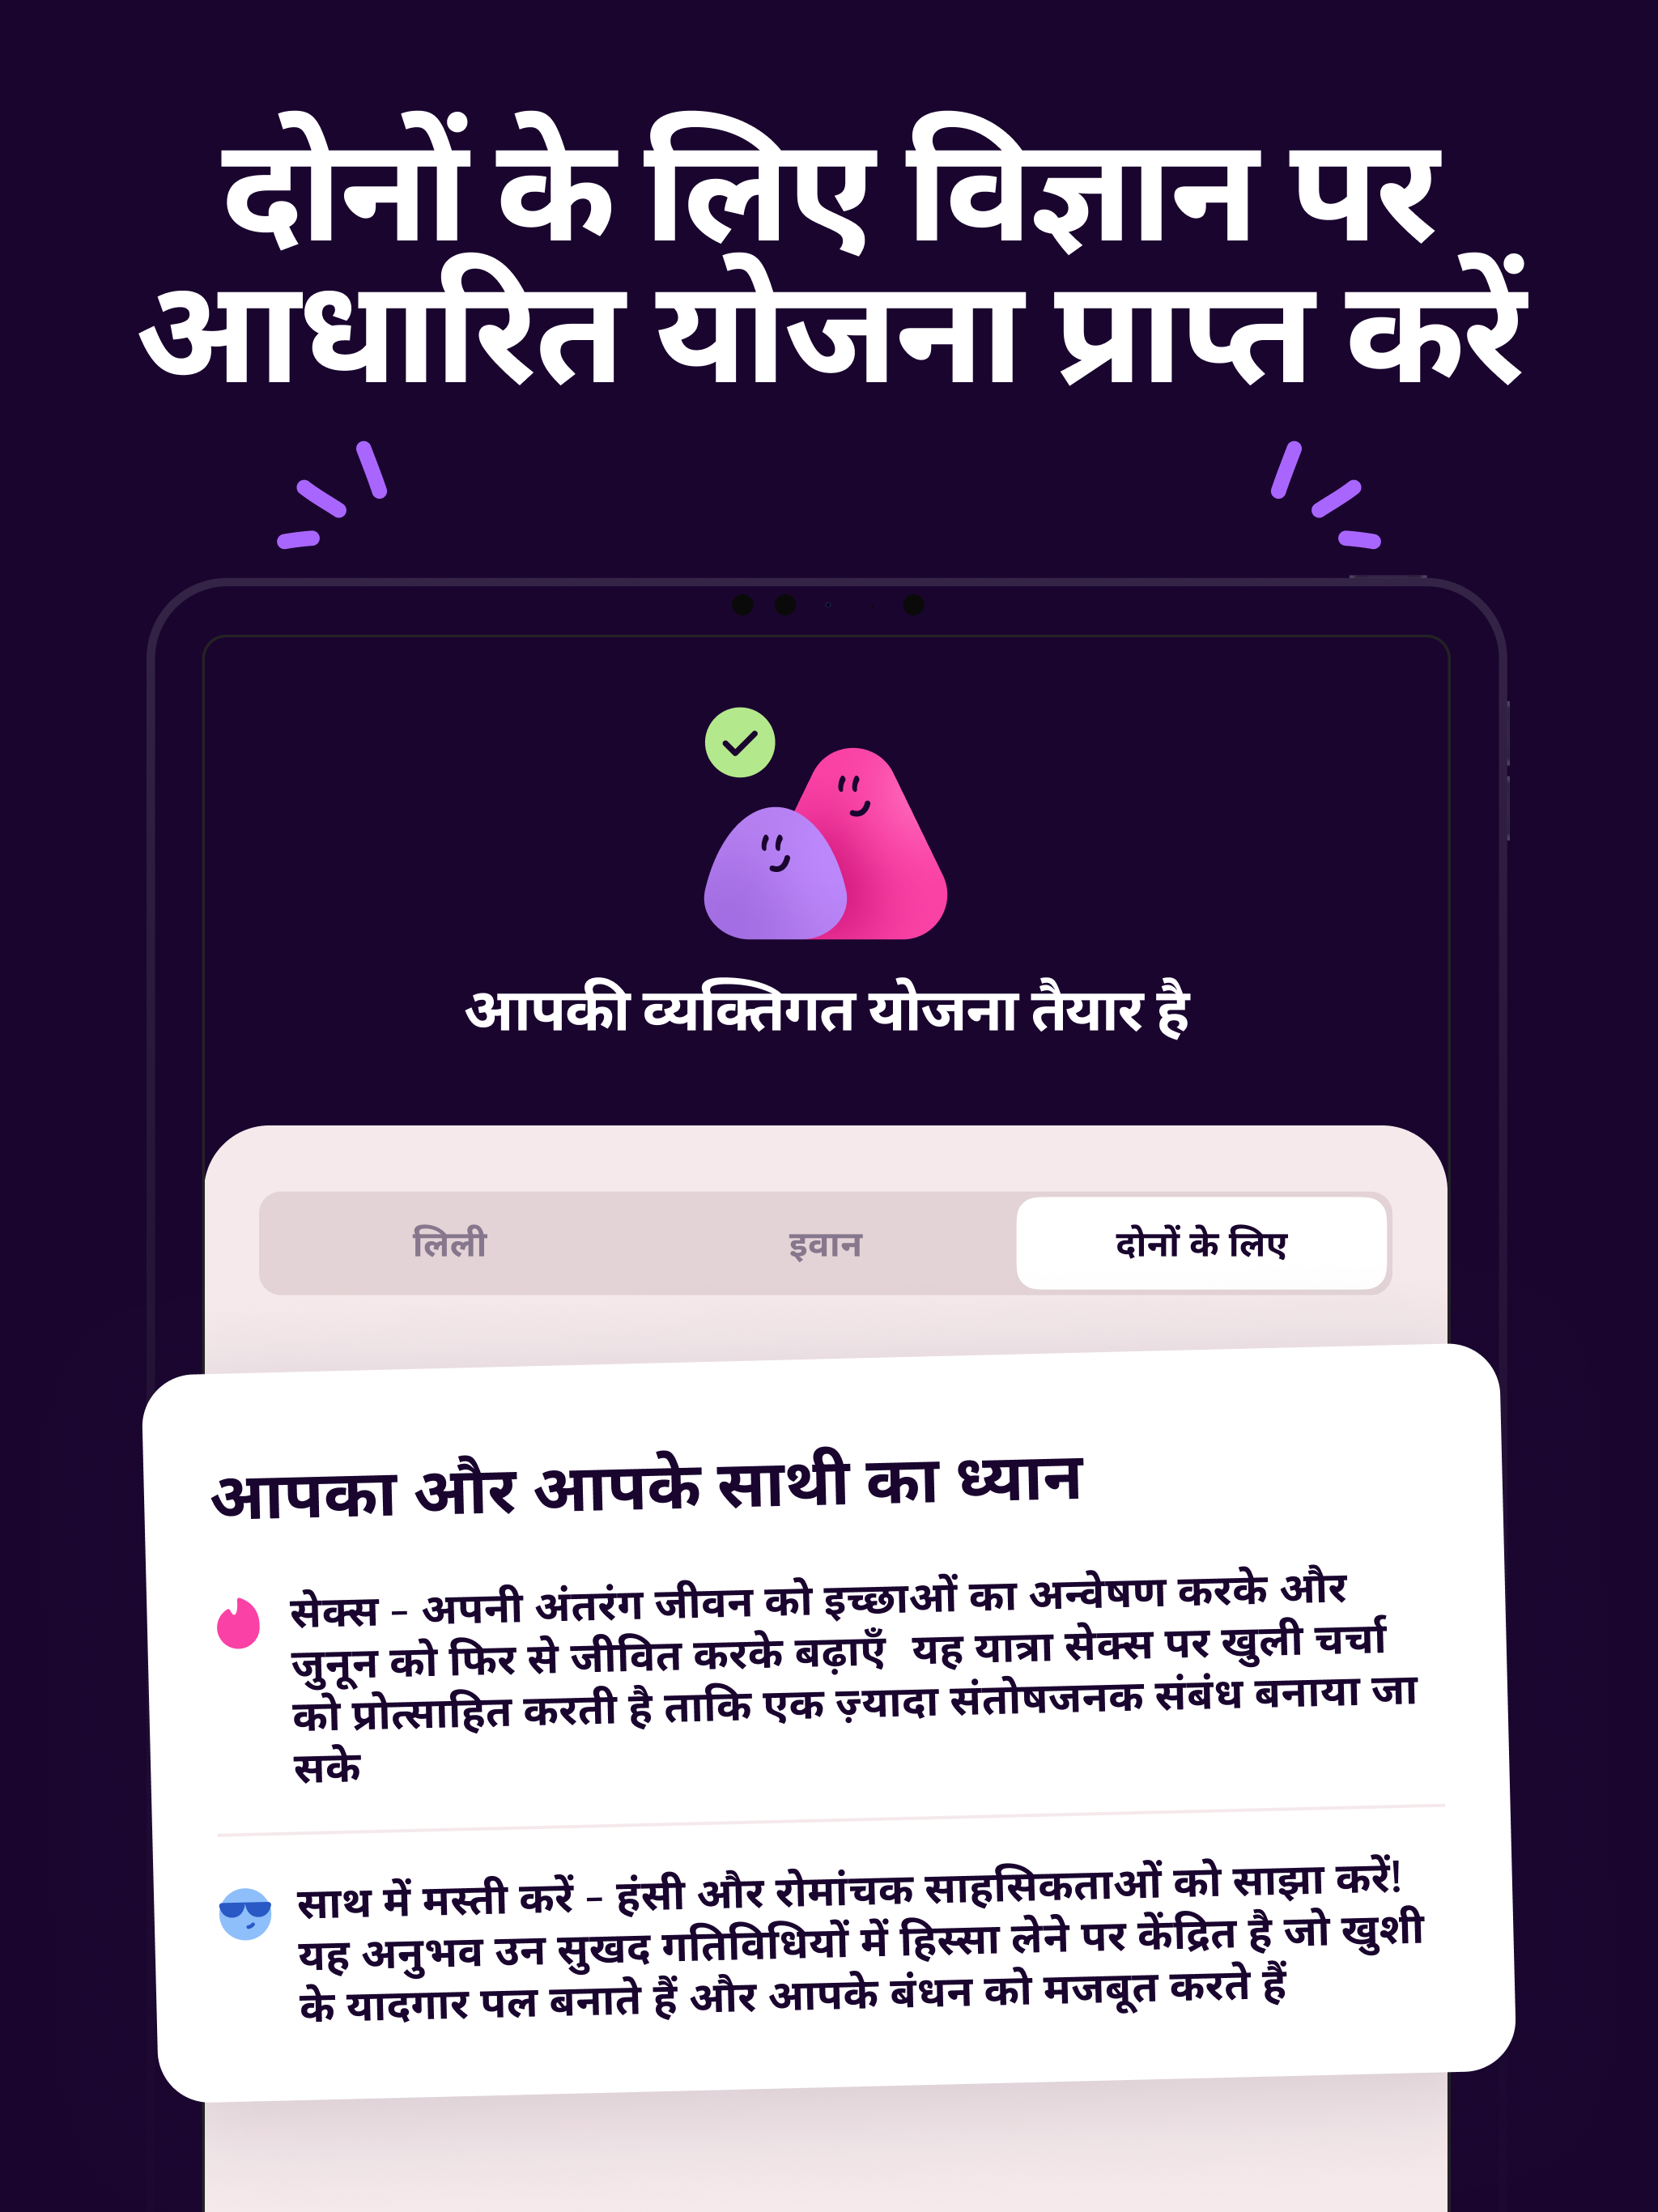 दोनों के लिए विज्ञान पर
आधारित योजना प्राप्त करें
आपकी व्यक्तिगत योजना तैयार है
लिली
इवान
दोनों के लिए
आपका और आपके साथी का ध्यान
सेक्स – अपनी अंतरंग जीवन को इच्छाओं का अन्वेषण करके और
जुनून को फिर से जीवित करके बढ़ाएँ  यह यात्रा सेक्स पर खुली चर्चा
को प्रोत्साहित करती है ताकि एक ज़्यादा संतोषजनक संबंध बनाया जा
सके
साथ में मस्ती करें – हंसी और रोमांचक साहसिकताओं को साझा करें!
यह अनुभव उन सुखद गतिविधियों में हिस्सा लेने पर केंद्रित है जो खुशी
के यादगार पल बनाते हैं और आपके बंधन को मजबूत करते हैं